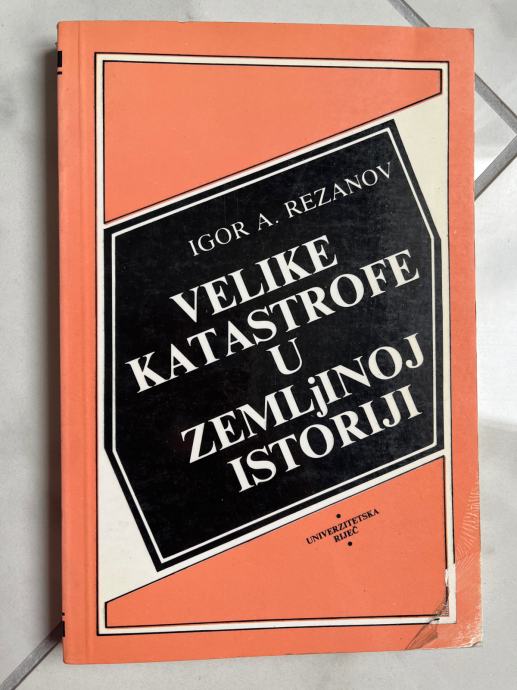 IGOR A. REZANOV
VELIKE
KATASTROFE
U
ZEMLjINOJ
ISTORIJI
UNIVERZITETSKA
RIJEČ